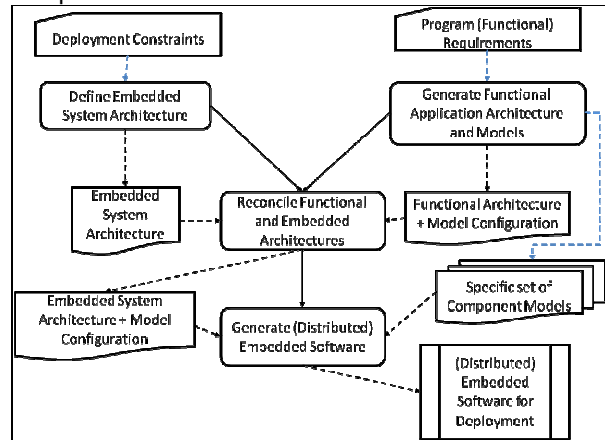 Deployment Constraints
Program (Functional)
Requirements
Define Embedded
System Architecture
Generate Functional
Application Architecture
and Models
Embedded
System
Architecture
Reconcile Functional
and Embedded
Architectures
Functional Architecture
+ Model Configuration
Embedded System
Architecture + Model
Configuration
Generate (Distributed)
Embedded Software
Specific set of
Component Models
(Distributed)
Embedded
Software for
Deployment